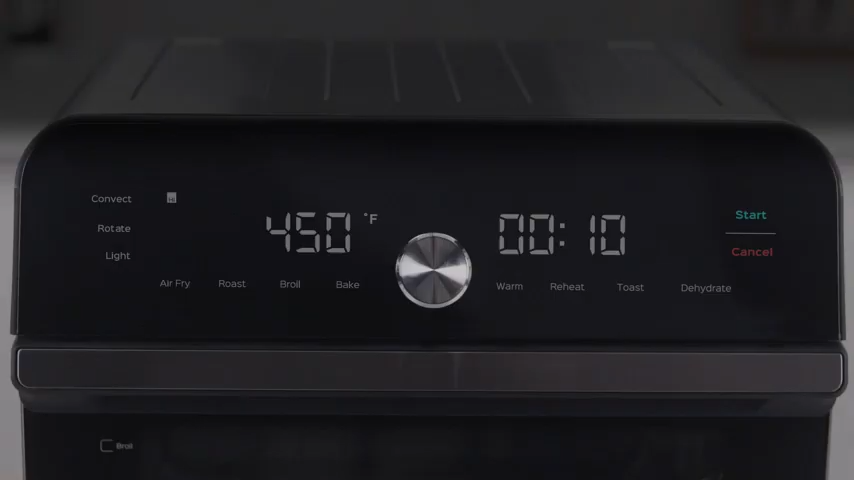 Convect
450 °F
00:10
Start
Rotate
Cancel
Light
Air Fry Roast Broil Bake
Warm Reheat Toast Dehydrate
Broil